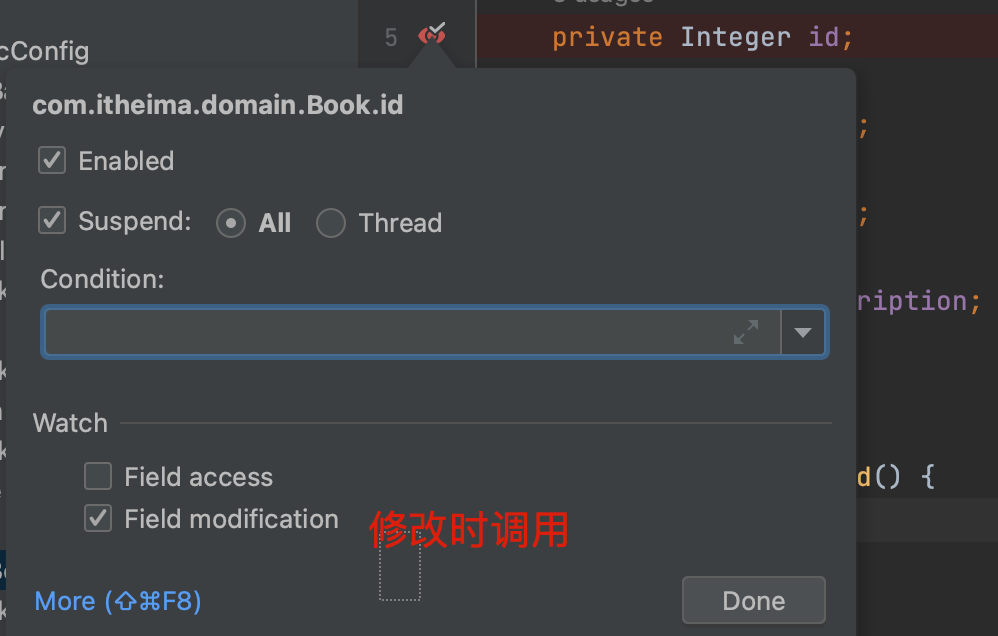 5
private Integer id;
cConfig
com.itheima.domain.Book.id
Enabled
;
Suspend: All Thread
;
Condition:
ription;
Watch
Field access
d() {
Field modification
修改时调用
More (⇧⌘F8)
Done